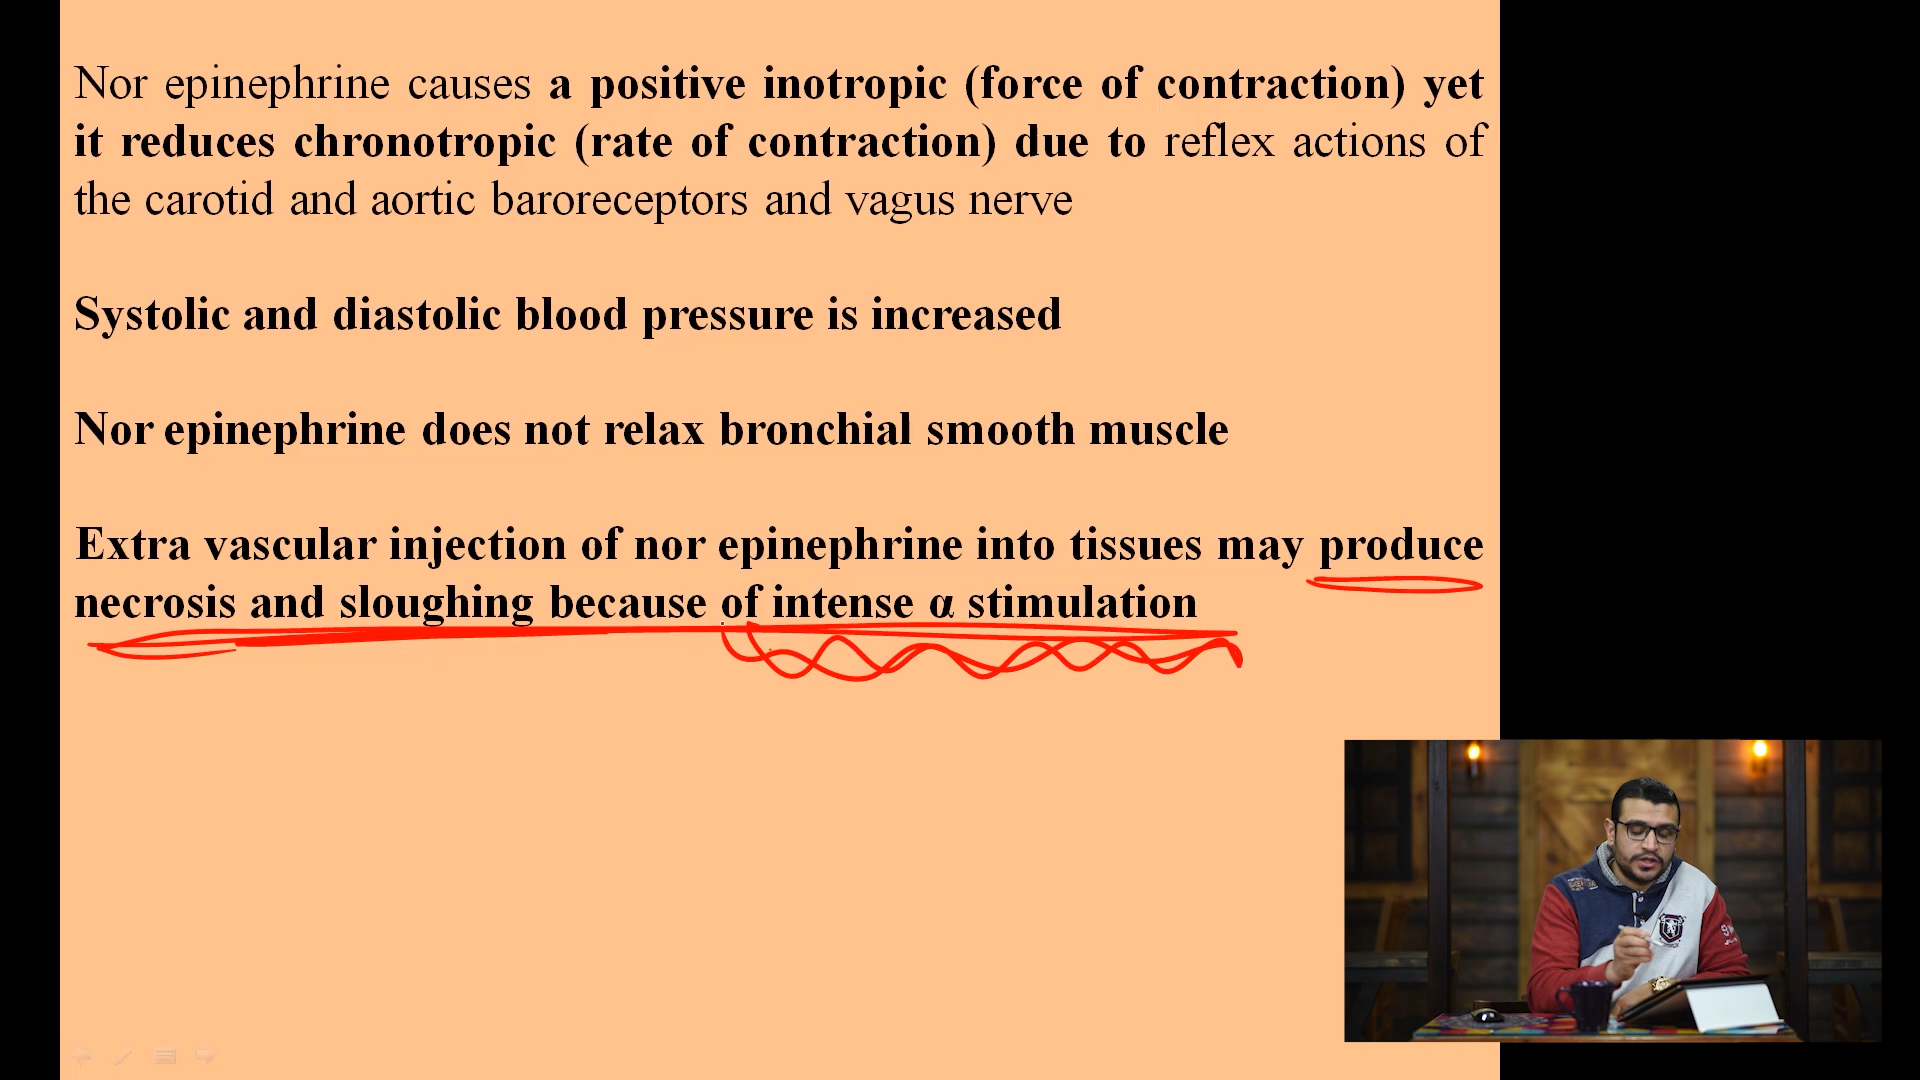 Nor epinephrine causes a positive inotropic (force of contraction) yet
it reduces chronotropic (rate of contraction) due to reflex actions of
the carotid and aortic baroreceptors and vagus nerve
Systolic and diastolic blood pressure is increased
Nor epinephrine does not relax bronchial smooth muscle
Extra vascular injection of nor epinephrine into tissues may produce
necrosis and sloughing because of intense α stimulation